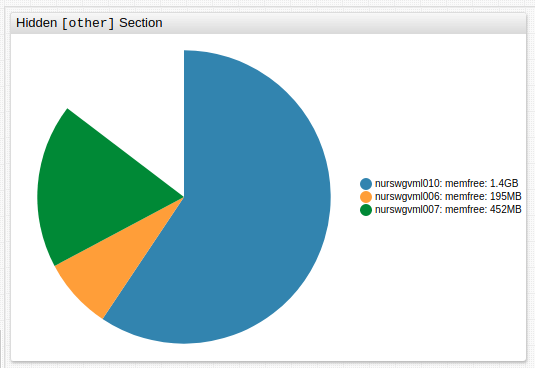 Hidden [other] Section
nurswgvml010: memfree: 1.4GB
nurswgvml006: memfree: 195MB
nurswgvml007: memfree: 452MB